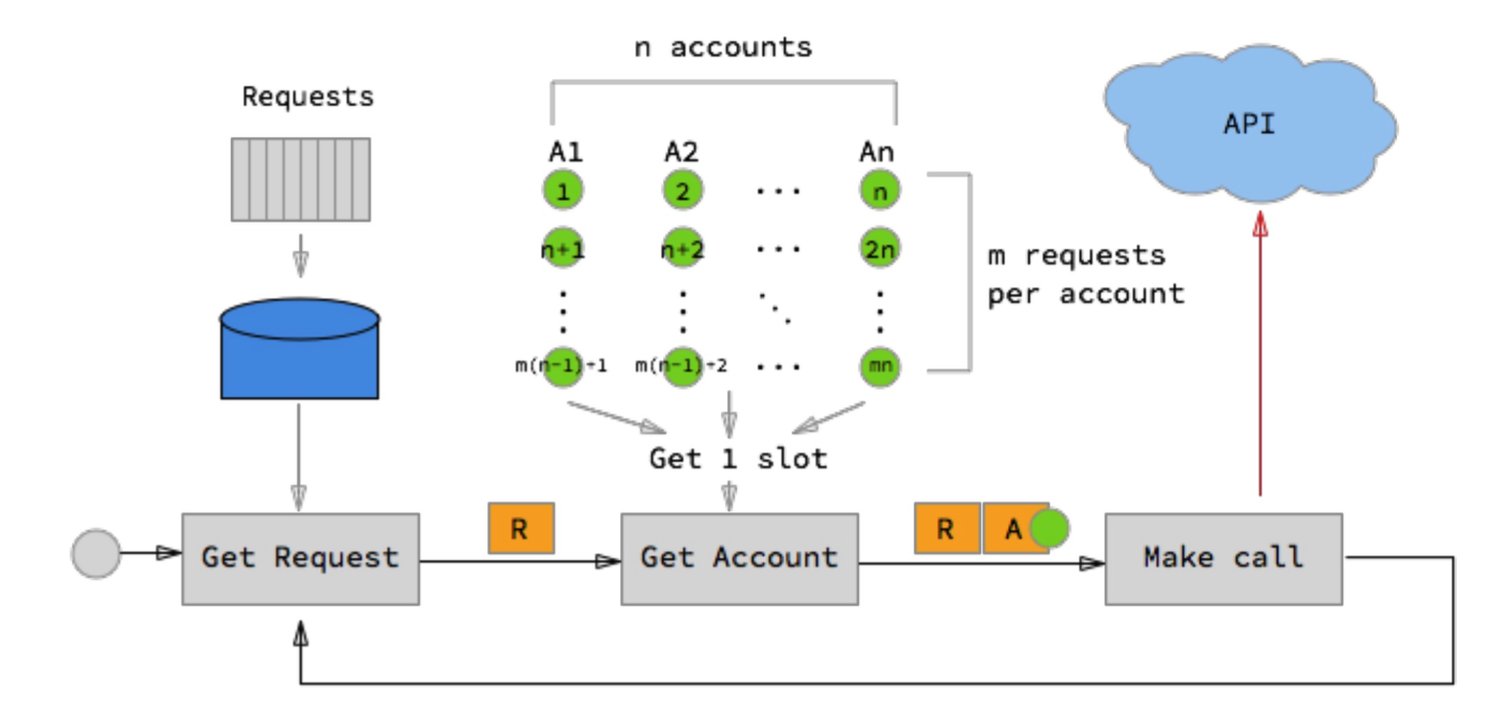 n accounts
Requests
API
A1 A2 An
1 2 ... n
n+1 n+2 ... 2n
m requests
per account
m(n-1)+1 m(n-1)+2 ... mn
Get 1 slot
R
R A
Get Request
Get Account
Make call